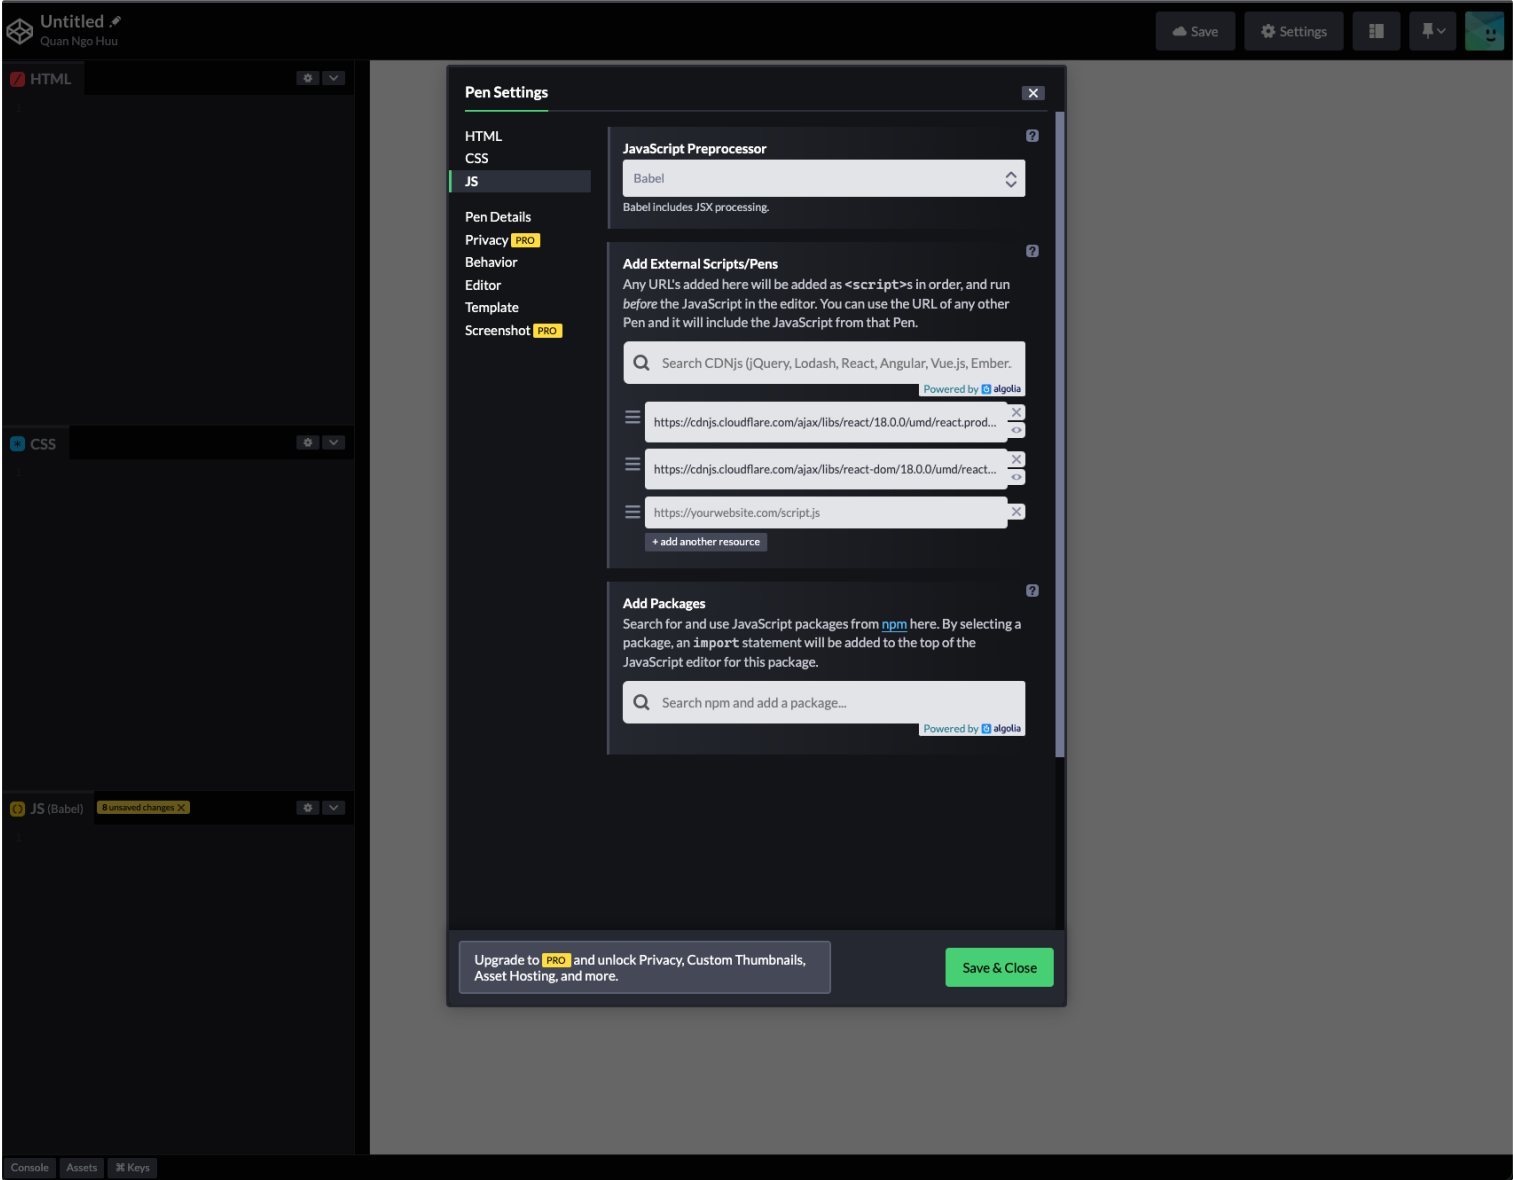 Untitled
Quan Ngo Huu
Save
Settings
HTML
1
CSS
1
JS (Babel)
8 unsaved changes X
1
Pen Settings
HTML
CSS
JS
Pen Details
Privacy PRO
Behavior
Editor
Template
Screenshot PRO
JavaScript Preprocessor
?
Babel
Babel includes JSX processing.
Add External Scripts/Pens
?
Any URL's added here will be added as <script>s in order, and run
before the JavaScript in the editor. You can use the URL of any other
Pen and it will include the JavaScript from that Pen.
Search CDNjs (jQuery, Lodash, React, Angular, Vue.js, Ember.
Powered by algolia
https://cdnjs.cloudflare.com/ajax/libs/react/18.0.0/umd/react.prod...
https://cdnjs.cloudflare.com/ajax/libs/react-dom/18.0.0/umd/react...
https://yourwebsite.com/script.js
+ add another resource
Add Packages
?
Search for and use JavaScript packages from npm here. By selecting a
package, an import statement will be added to the top of the
JavaScript editor for this package.
Search npm and add a package...
Powered by algolia
Upgrade to PRO and unlock Privacy, Custom Thumbnails,
Asset Hosting, and more.
Save & Close
Console
Assets
⌘ Keys